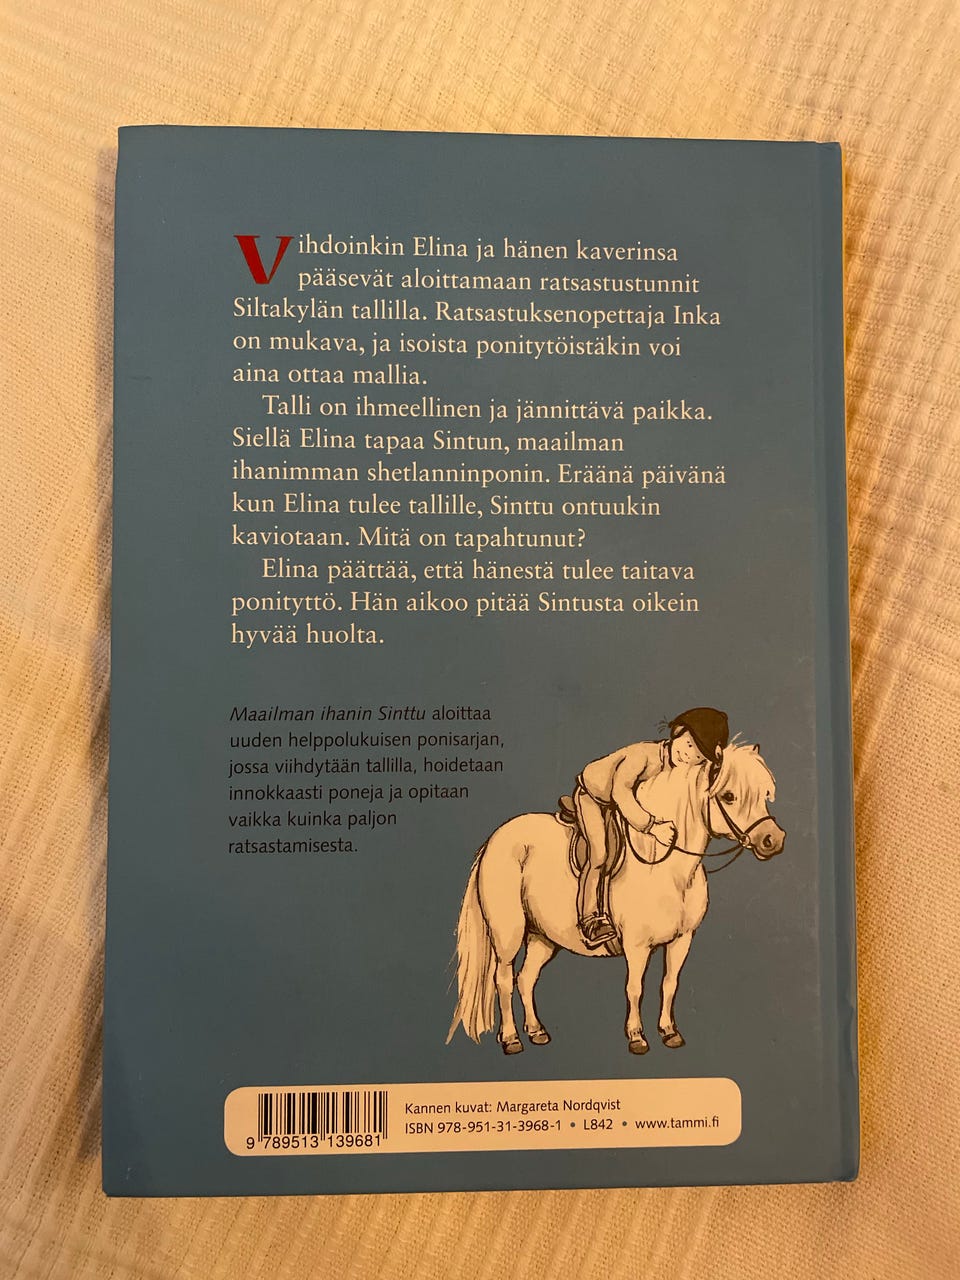 Vihdoinkin Elina ja hänen kaverinsa
pääsevät aloittamaan ratsastustunnit
Siltakylän tallilla. Ratsastuksenopettaja Inka
on mukava, ja isoista ponitytöistäkin voi
aina ottaa mallia.
Talli on ihmeellinen ja jännittävä paikka.
Siellä Elina tapaa Sintun, maailman
ihanimman shetlanninponin. Eräänä päivänä
kun Elina tulee tallille, Sinttu ontuukin
kaviotaan. Mitä on tapahtunut?
Elina päättää, että hänestä tulee taitava
ponityttö. Hän aikoo pitää Sintusta oikein
hyvää huolta.
Maailman ihanin Sinttu aloittaa
uuden helppolukuisen ponisarjan,
jossa viihdytään tallilla, hoidetaan
innokkaasti poneja ja opitaan
vaikka kuinka paljon
ratsastamisesta.
Kannen kuvat: Margareta Nordqvist
ISBN 978-951-31-3968-1 • L842 • www.tammi.fi
9 789513 139681